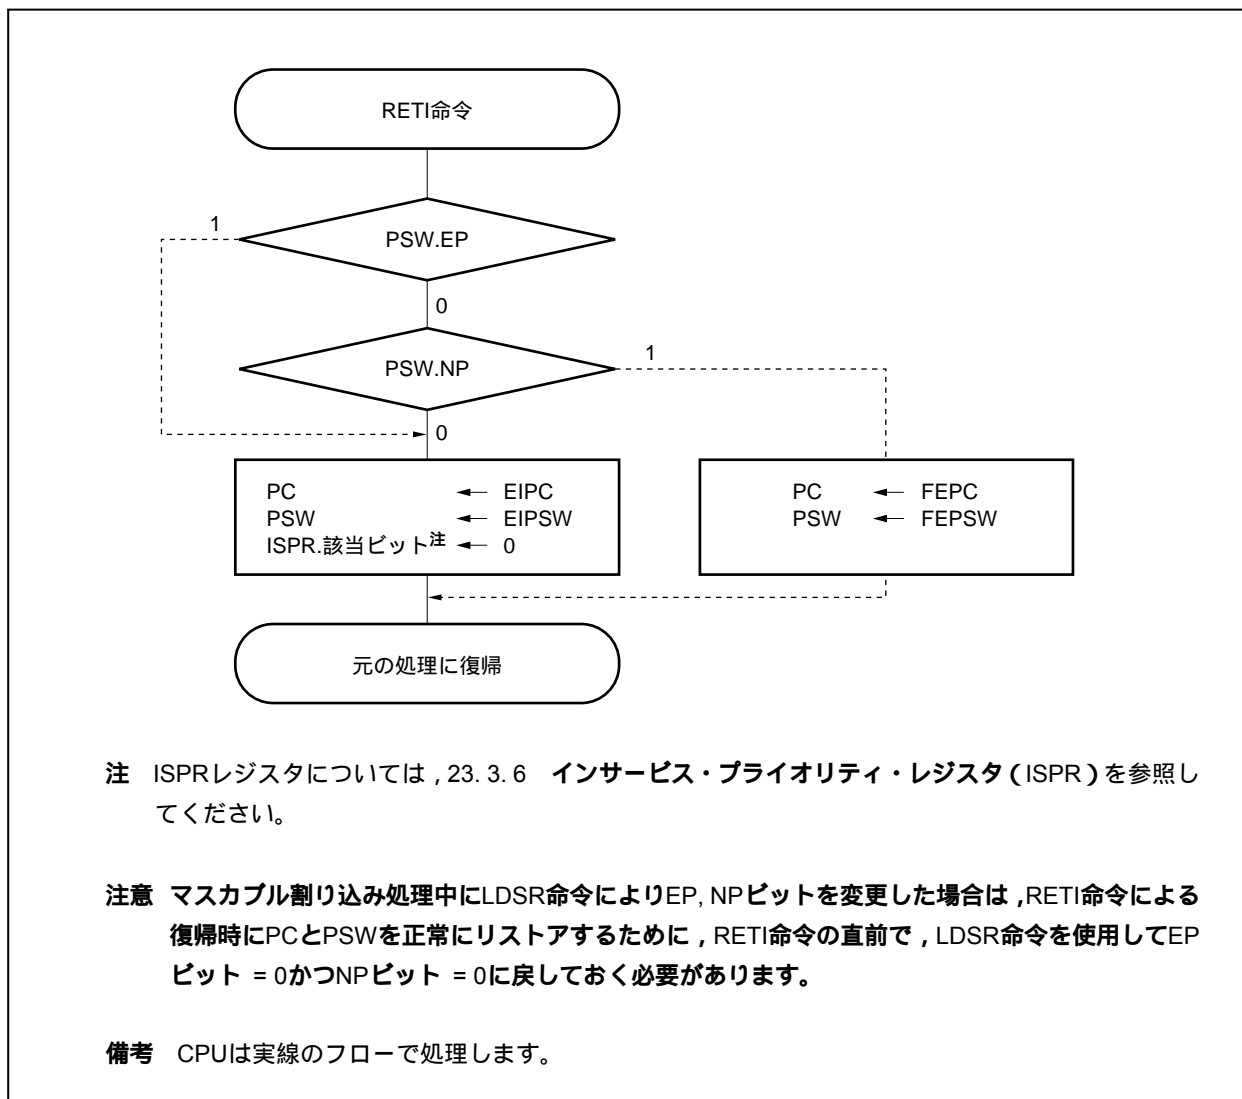 RETI命令
1
PSW.EP
0
PSW.NP
1
0
PC ← EIPC
PSW ← EIPSW
ISPR.該当ビット注 ← 0
PC ← FEPC
PSW ← FEPSW
元の処理に復帰
注 ISPRレジスタについては，23. 3. 6 インサービス・プライオリティ・レジスタ（ISPR）を参照し
てください。
注意 マスカブル割り込み処理中にLDSR命令によりEP, NPビットを変更した場合は，RETI命令による
復帰時にPCとPSWを正常にリストアするために，RETI命令の直前で，LDSR命令を使用してEP
ビット = 0かつNPビット = 0に戻しておく必要があります。
備考 CPUは実線のフローで処理します。